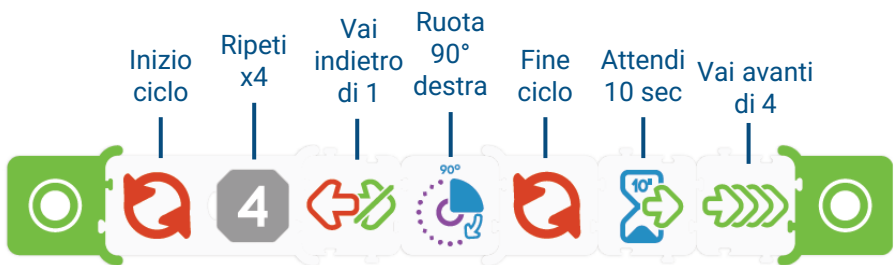 Inizio
ciclo
Ripeti
x4
Vai
indietro
di 1
Ruota
90°
destra
Fine
ciclo
Attendi
10 sec
Vai avanti
di 4
4
90°
10"